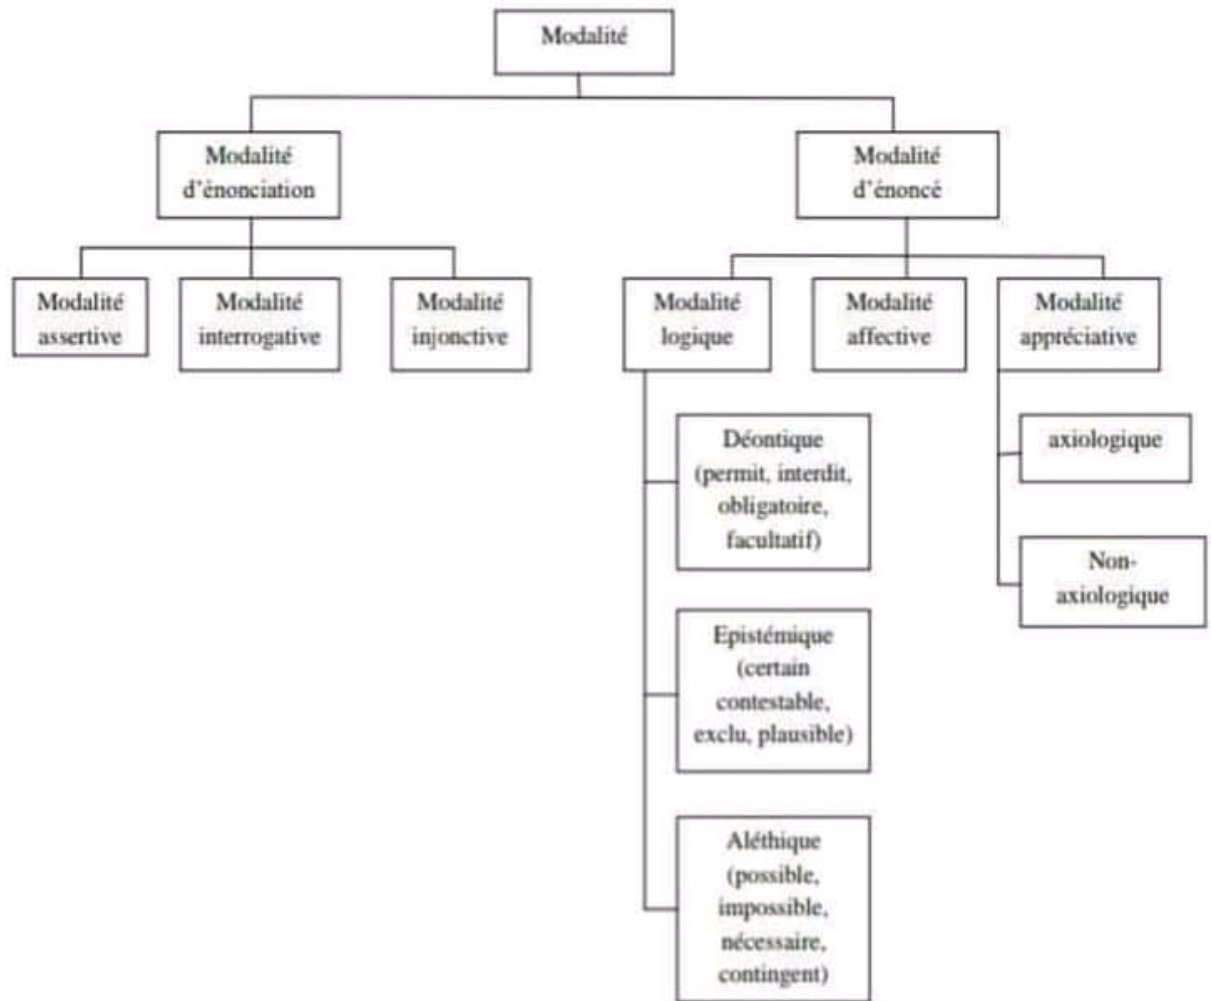 Modalité
Modalité
d'énonciation
Modalité
d'énoncé
Modalité
assertive
Modalité
interrogative
Modalité
injonctive
Modalité
logique
Modalité
affective
Modalité
appréciative
Déontique
(permit, interdit,
obligatoire,
facultatif)
axiologique
Non-
axiologique
Epistémique
(certain
contestable,
exclu, plausible)
Aléthique
(possible,
impossible,
nécessaire,
contingent)